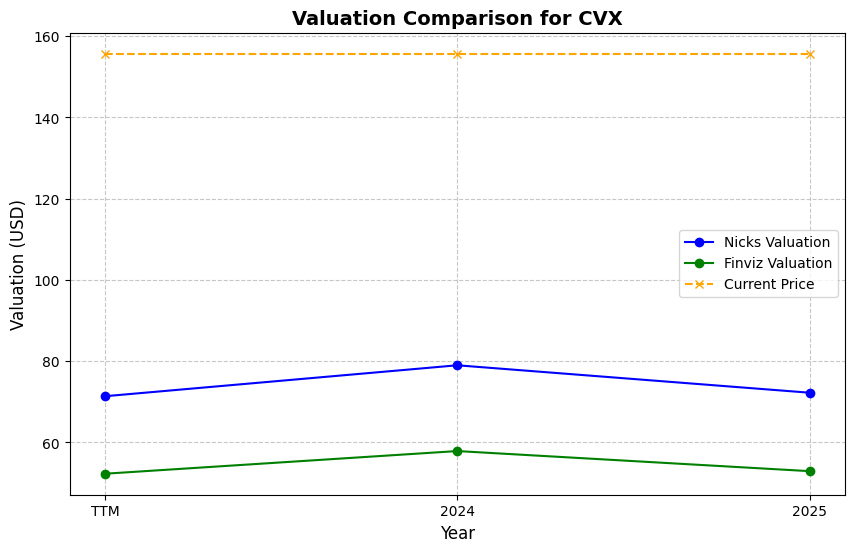 Valuation Comparison for CVX
160
140
120
100
80
60
Valuation (USD)
Nicks Valuation
Finviz Valuation
Current Price
TTM
2024
2025
Year